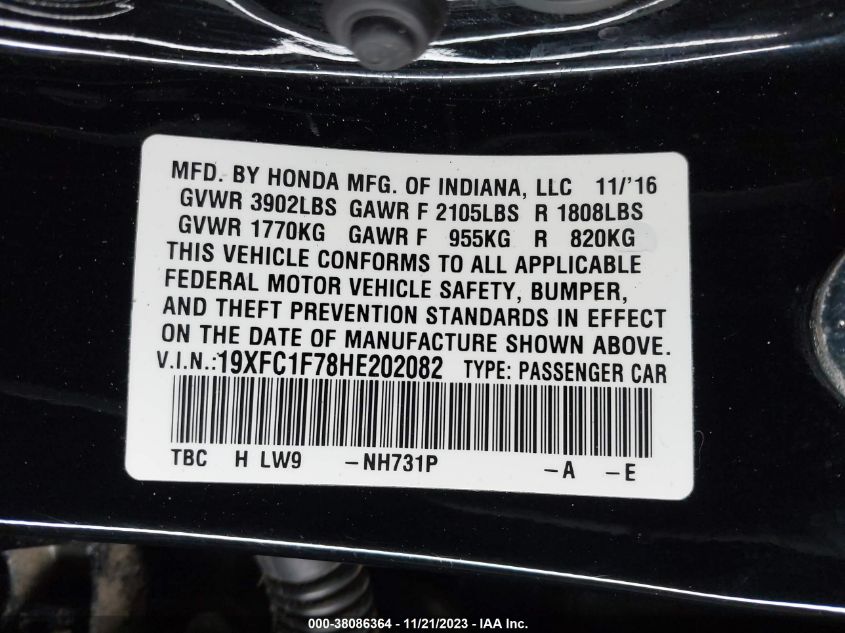 MFD. BY HONDA MFG. OF INDIANA, LLC 11/'16
GVWR 3902LBS GAWR F 2105LBS R 1808LBS
GVWR 1770KG GAWR F 955KG R 820KG
THIS VEHICLE CONFORMS TO ALL APPLICABLE
FEDERAL MOTOR VEHICLE SAFETY, BUMPER,
AND THEFT PREVENTION STANDARDS IN EFFECT
ON THE DATE OF MANUFACTURE SHOWN ABOVE.
V.I.N.:19XFC1F78HE202082 TYPE: PASSENGER CAR
TBC H LW9 -NH731P -A -E
000-38086364 - 11/21/2023 - IAA Inc.